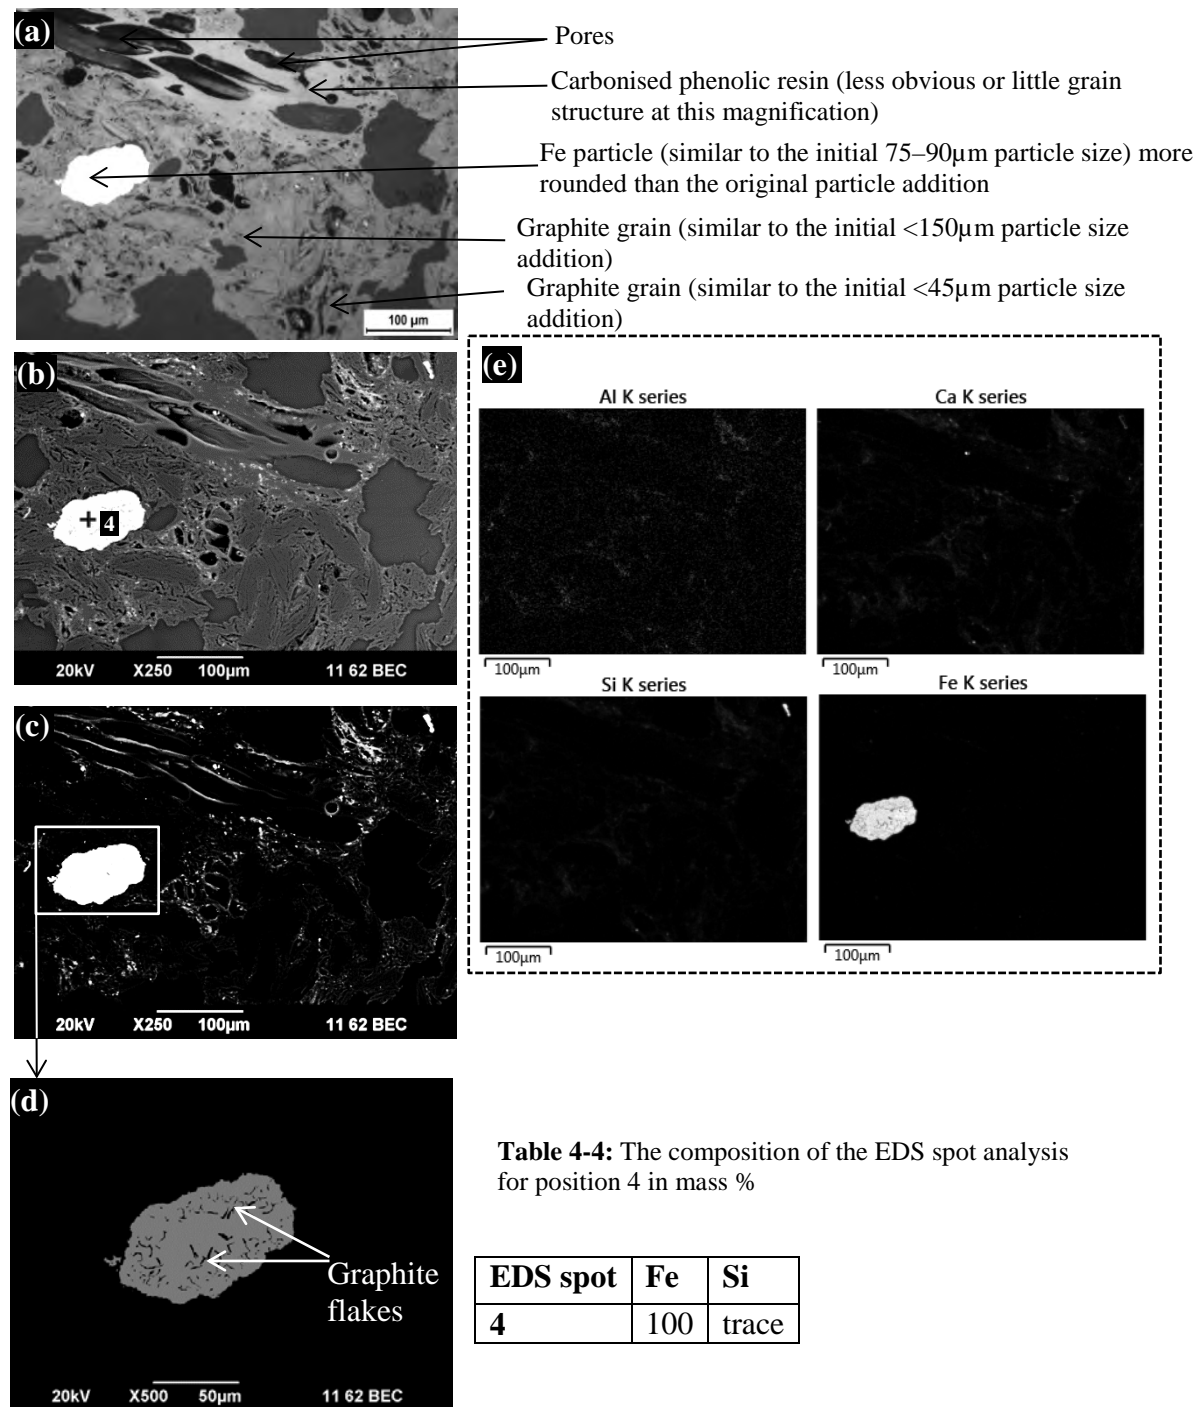 (a)
Pores
Carbonised phenolic resin (less obvious or little grain
structure at this magnification)
Fe particle (similar to the initial 75–90µm particle size) more
rounded than the original particle addition
Graphite grain (similar to the initial <150µm particle size
addition)
Graphite grain (similar to the initial <45µm particle size
addition)
100 µm
(b)
4
20kV X250 100µm 11 62 BEC
(c)
20kV X250 100µm 11 62 BEC
(d)
Graphite
flakes
20kV X500 50µm 11 62 BEC
(e)
Al K series
100µm
Ca K series
100µm
Si K series
100µm
Fe K series
100µm
Table 4-4: The composition of the EDS spot analysis
for position 4 in mass %
EDS spot Fe Si
4 100 trace